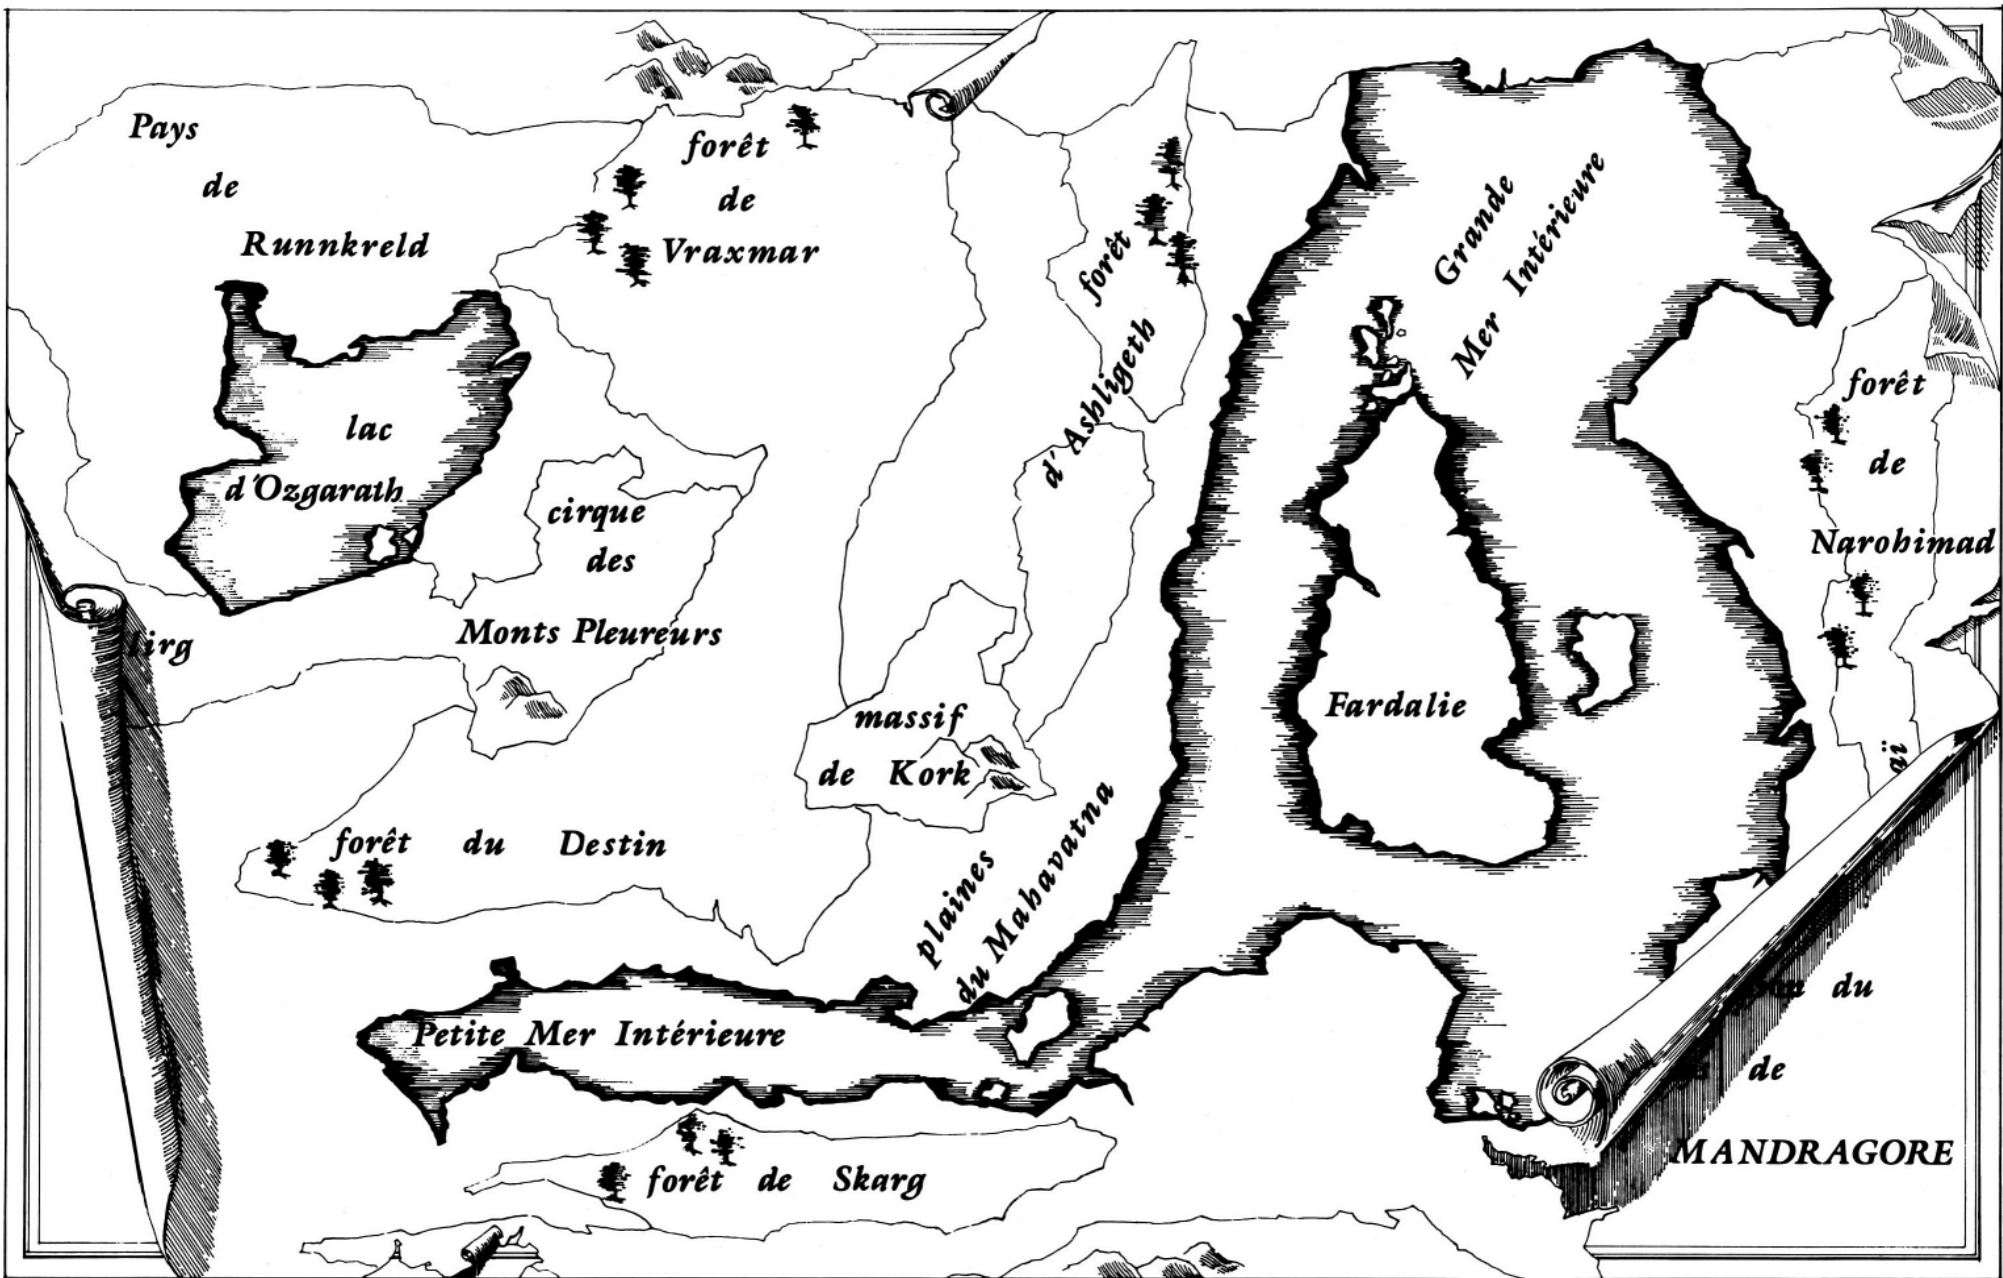 Pays
de
Runnkreld
forêt
de
Vraxmar
forêt
d'Ashligeth
Grande
Mer Intérieure
lac
d'Ozgarath
cirque
des
Monts Pleureurs
forêt
de
Narohimad
lirg
massif
de Kork
Fardalie
forêt du Destin
plaines
du Mahavatna
Petite Mer Intérieure
forêt de Skarg
du
de
MANDRAGORE